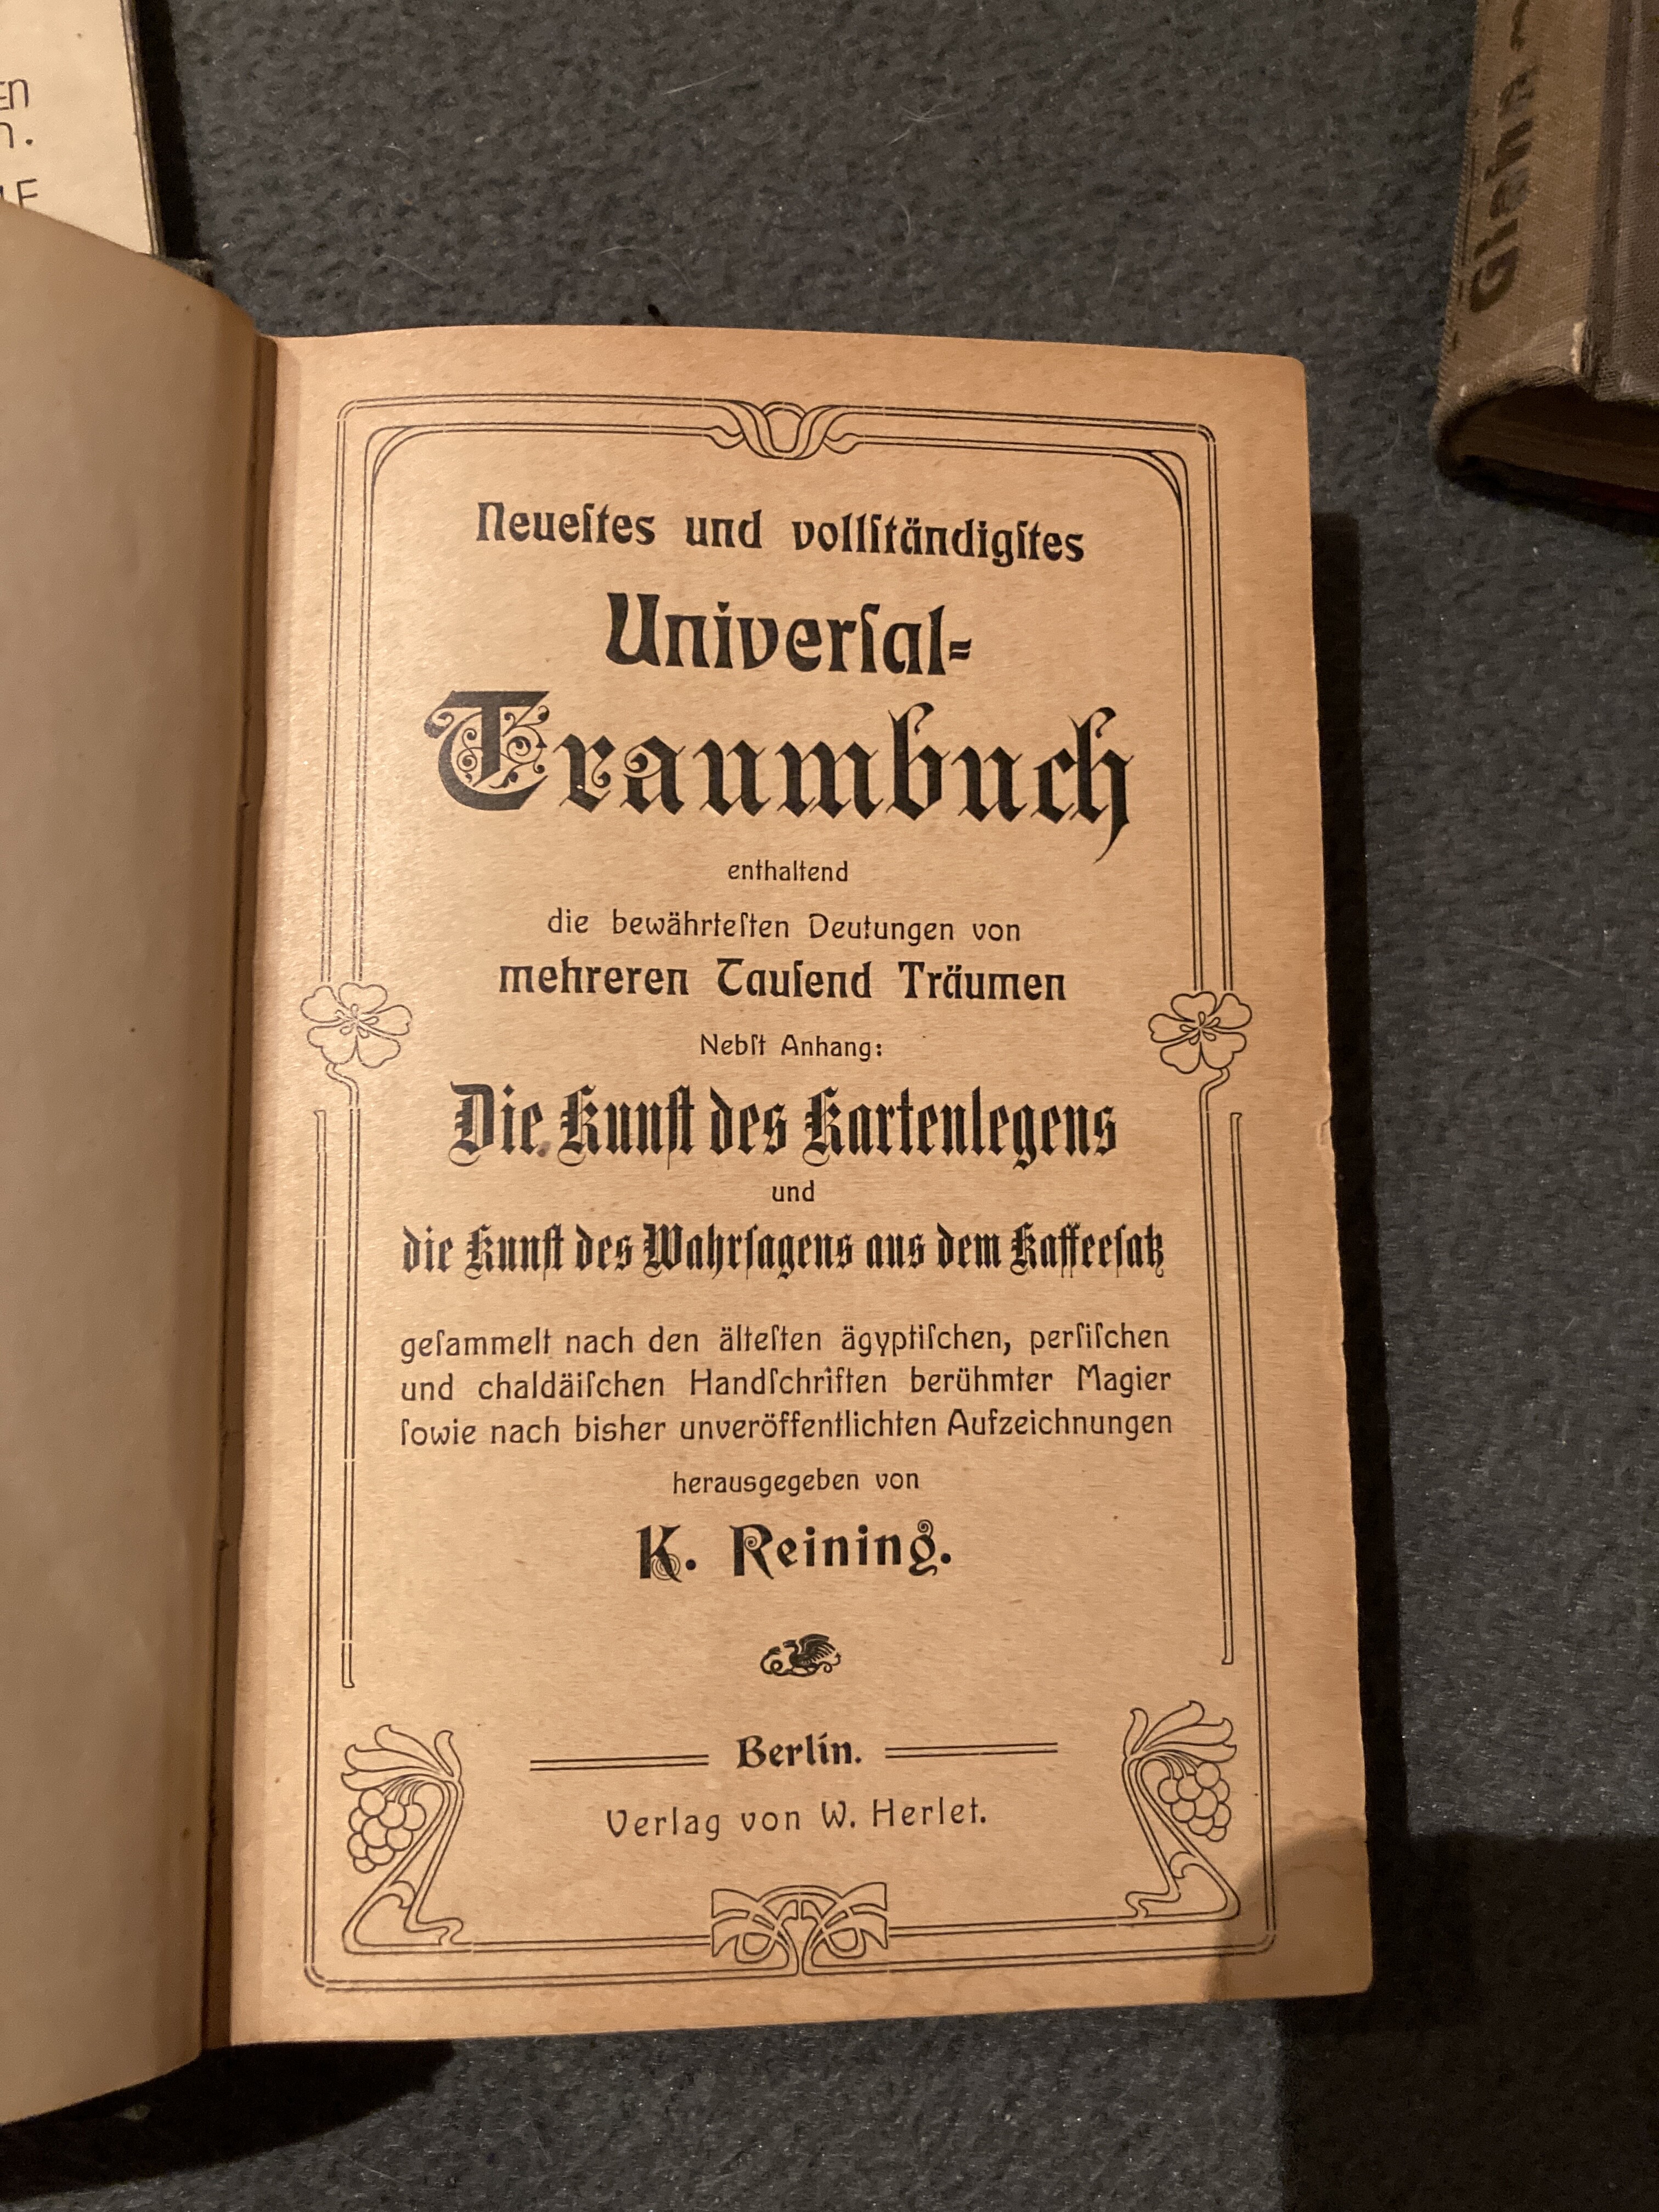 EN
Glahn
Neueſtes und vollſtändigſtes
Univerſal-
Traumbuch
enthaltend
die bewährteſten Deutungen von
mehreren Tauſend Träumen
Nebſt Anhang:
Die Kunſt des Kartenlegens
und
die Kunſt des Wahrſagens aus dem Kaffeeſatz
geſammelt nach den älteſten ägyptiſchen, perſiſchen
und chaldäiſchen Handſchriften berühmter Magier
ſowie nach bisher unveröffentlichten Aufzeichnungen
herausgegeben von
K. Reining.
Berlin.
Verlag von W. Herlet.